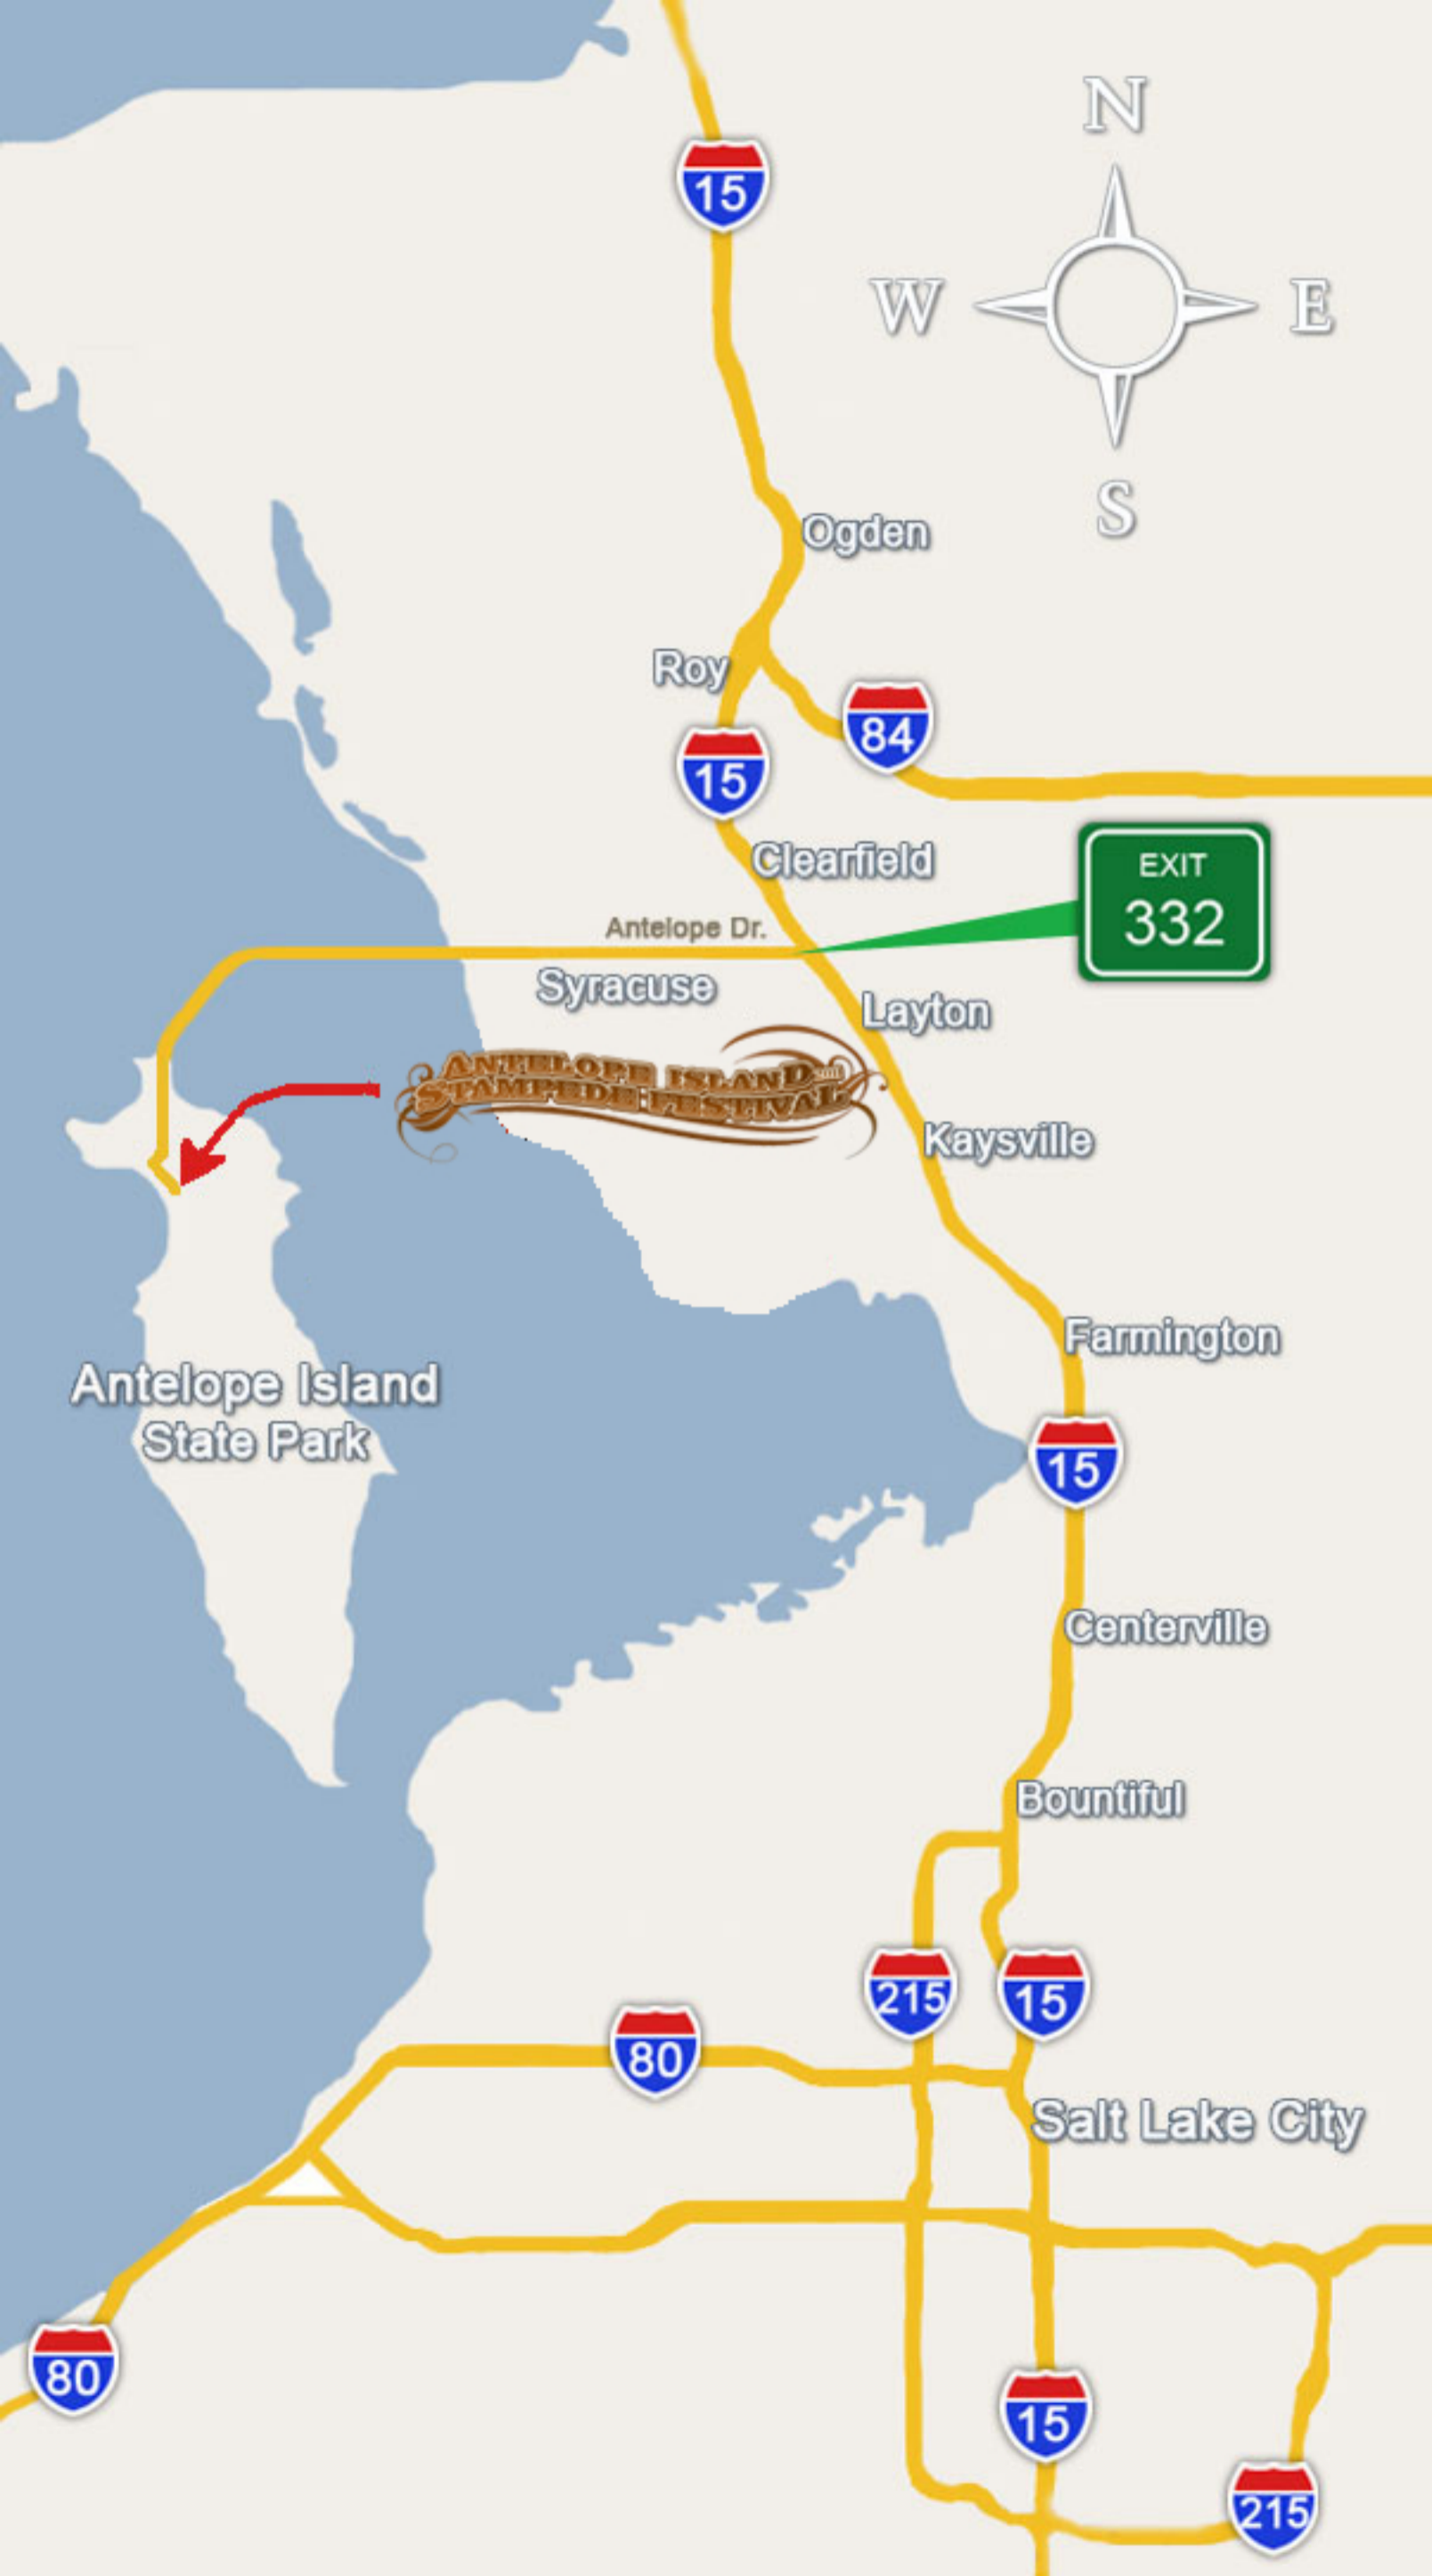 N
15
W
E
S
Ogden
Roy
84
15
Clearfield
EXIT
332
Antelope Dr.
Syracuse
Layton
ANTELOPE ISLAND and
STAMPEDE FESTIVAL
Kaysville
Farmington
Antelope Island
State Park
15
Centerville
Bountiful
215
15
80
Salt Lake City
80
15
215